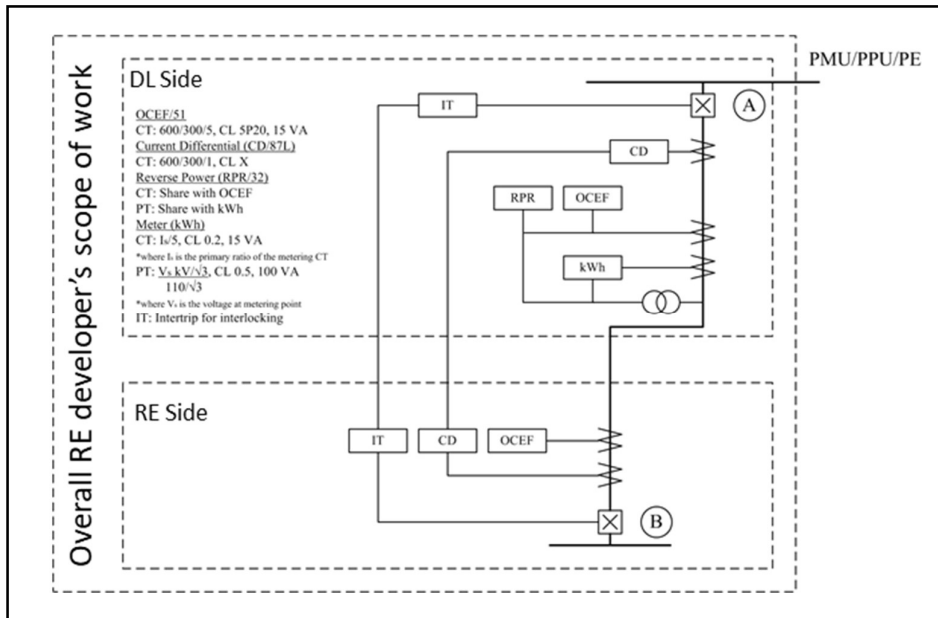 Overall RE developer's scope of work
DL Side
OCEF/51
CT: 600/300/5, CL 5P20, 15 VA
Current Differential (CD/87L)
CT: 600/300/1, CL X
Reverse Power (RPR/32)
CT: Share with OCEF
PT: Share with kWh
Meter (kWh)
CT: Is/5, CL 0.2, 15 VA
*where Is is the primary ratio of the metering CT
PT: Vs kV/√3, CL 0.5, 100 VA
110/√3
*where Vs is the voltage at metering point
IT: Intertrip for interlocking
PMU/PPU/PE
IT
A
CD
RPR
OCEF
kWh
RE Side
IT
CD
OCEF
B